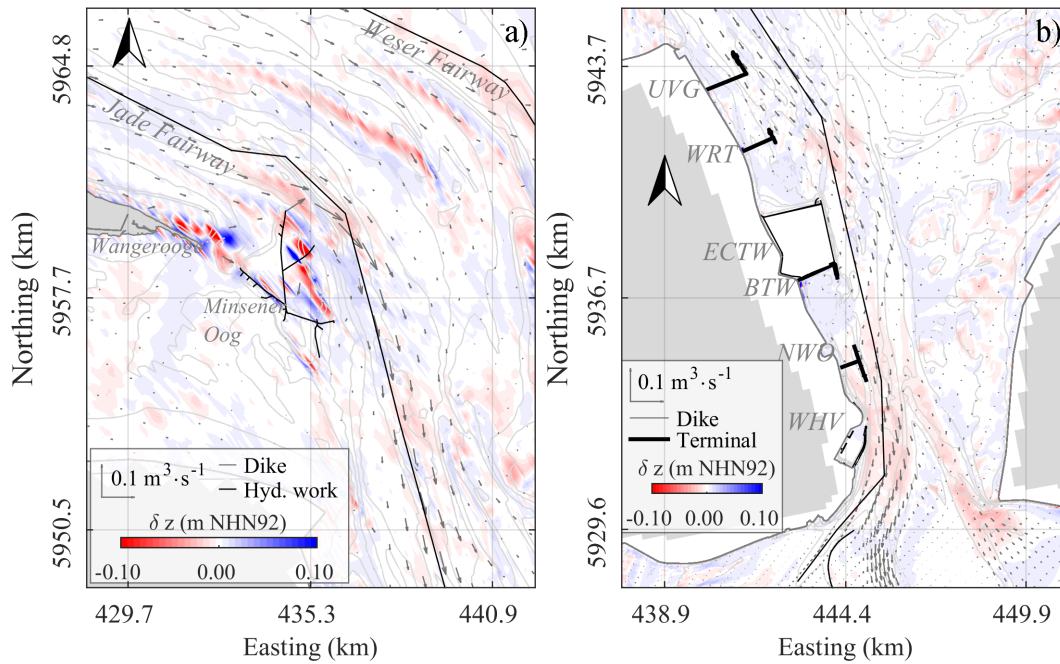 a)
Weser Fairway
Jade Fairway
Wangerooge
Minsener
Oog
0.1 m³·s⁻¹
Dike
Hyd. work
δ z (m NHN92)
-0.10
0.00
0.10
5964.8
5957.7
5950.5
Northing (km)
429.7
435.3
440.9
Easting (km)
b)
UVG
WRT
ECTW
BTW
NWO
WHV
0.1 m³·s⁻¹
Dike
Terminal
δ z (m NHN92)
-0.10
0.00
0.10
5943.7
5936.7
5929.6
Northing (km)
438.9
444.4
449.9
Easting (km)